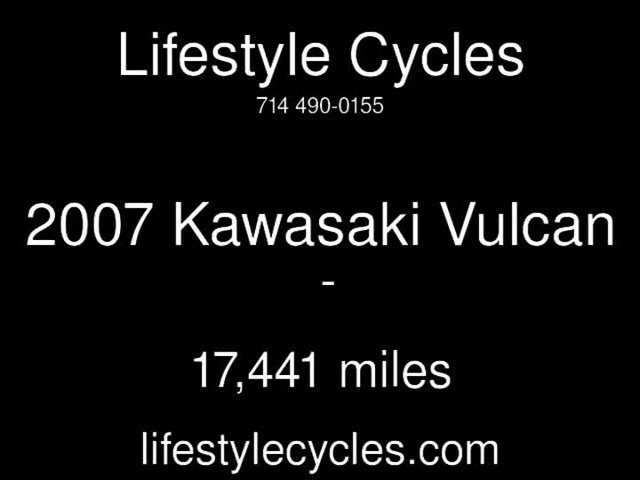 Lifestyle Cycles
714 490-0155
2007 Kawasaki Vulcan
-
17,441 miles
lifestylecycles.com